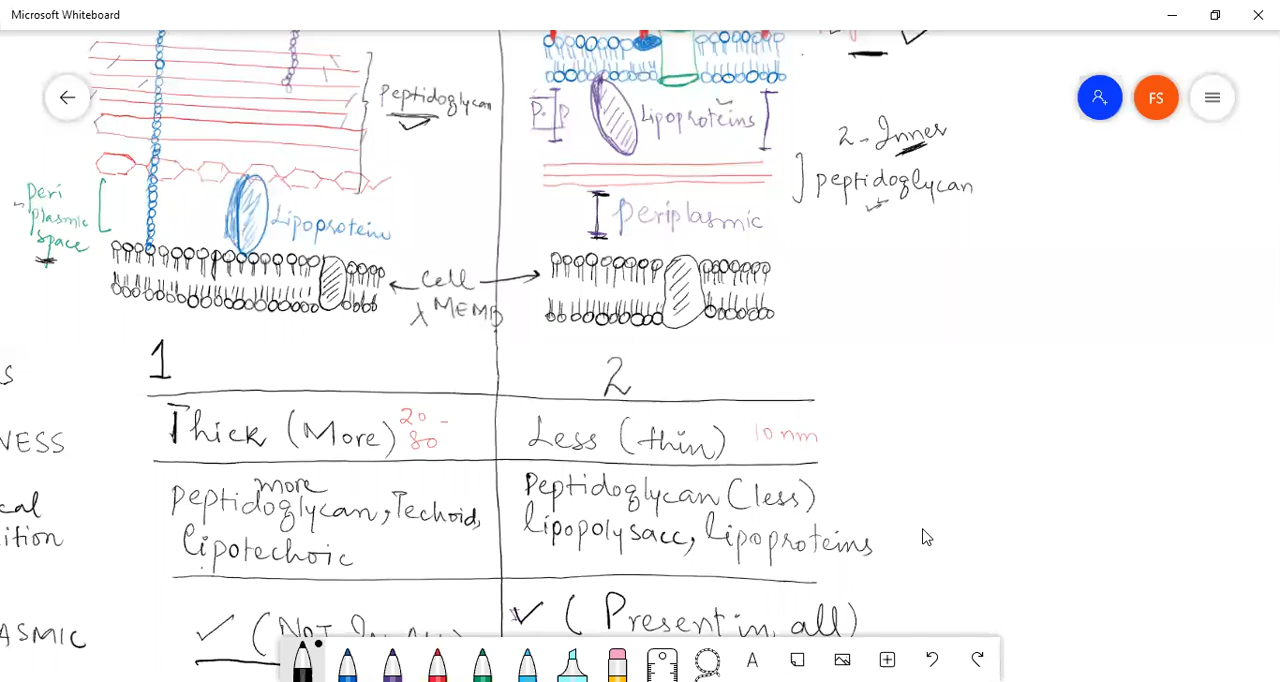 Microsoft Whiteboard
Peptidoglycan
Peri
plasmic
space
Lipoprotein
Cell
MEMB
P. P
Lipoproteins
periplasmic
2 - Inner
peptidoglycan
FS
1
2
S
NESS
Thick (More) 20 -
80
Less (thin) 10 nm
cal
ition
more
peptidoglycan, Techoid,
lipotechoic
Peptidoglycan (less)
lipopolysacc, lipoproteins
ASMIC
(Present in all)
A